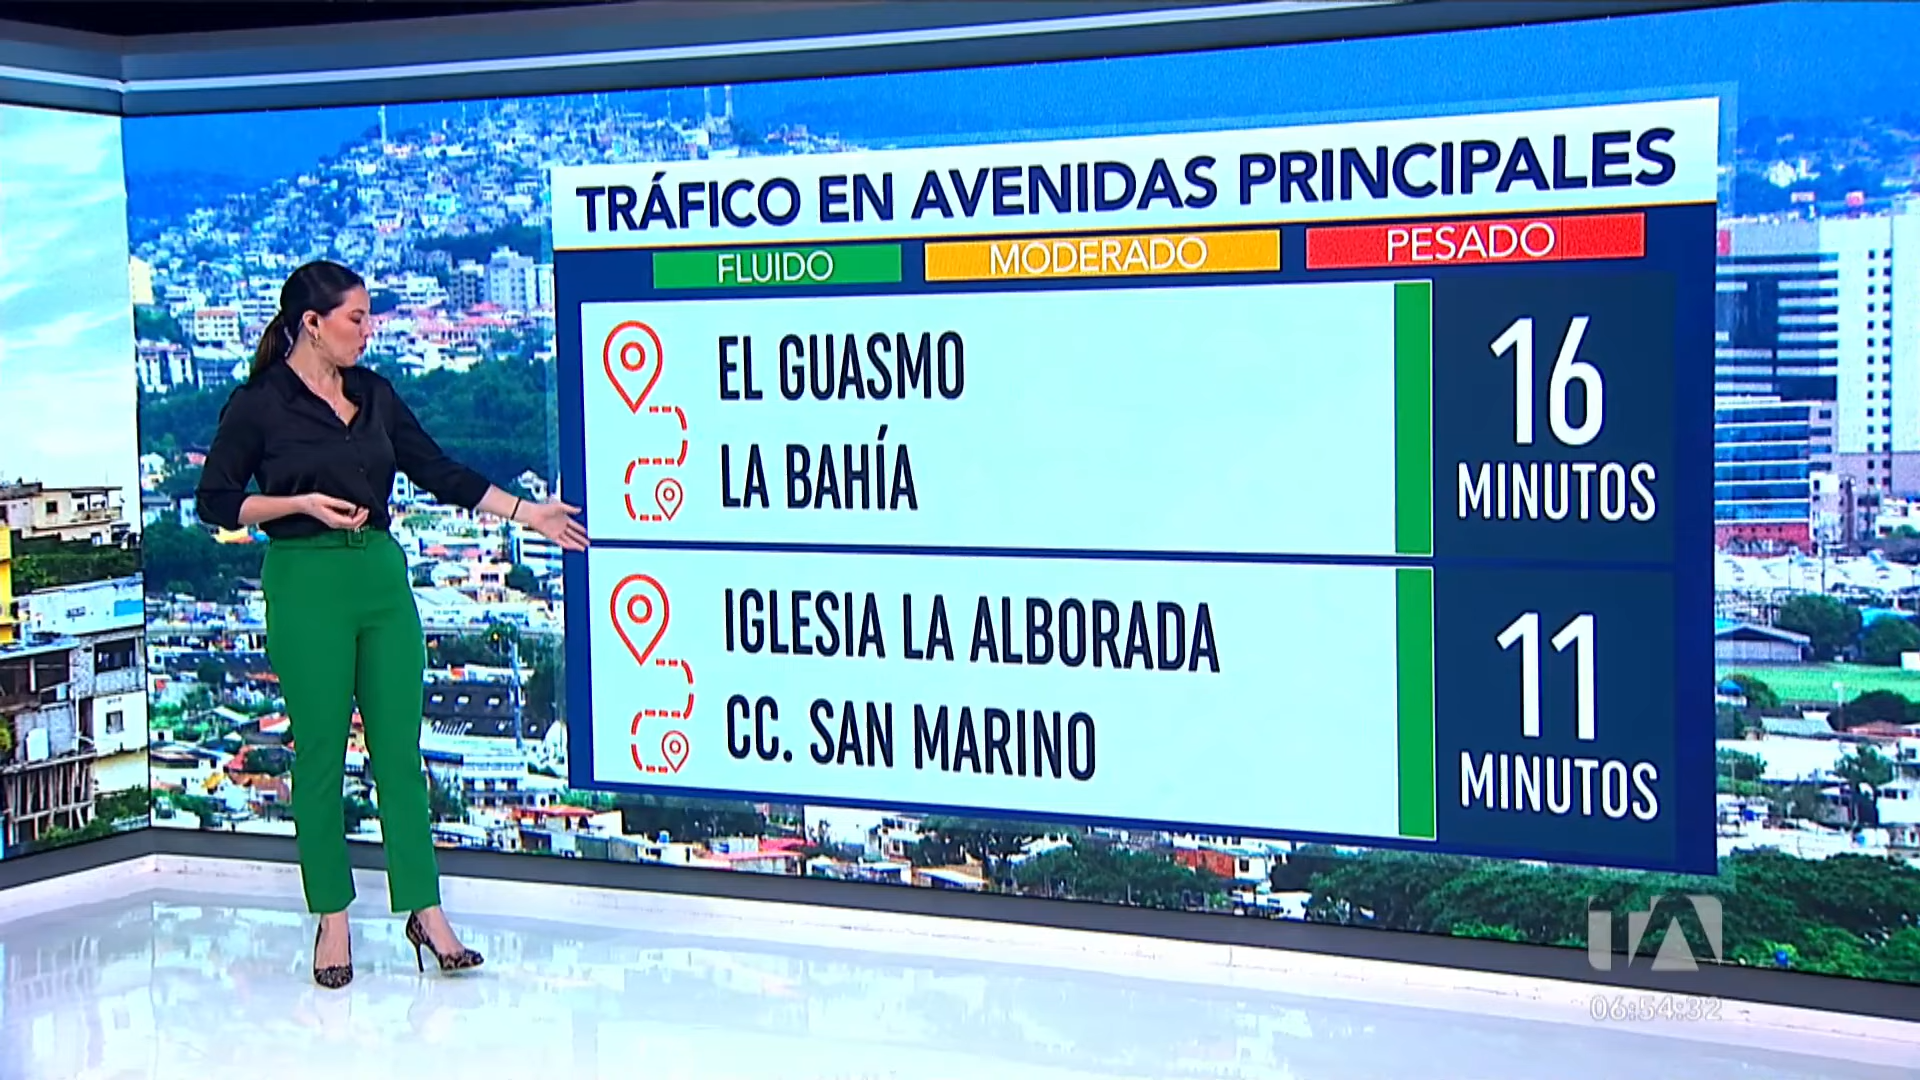 TRÁFICO EN AVENIDAS PRINCIPALES
FLUIDO
MODERADO
PESADO
EL GUASMO
LA BAHÍA
16
MINUTOS
IGLESIA LA ALBORADA
CC. SAN MARINO
11
MINUTOS
TA
06:54:32